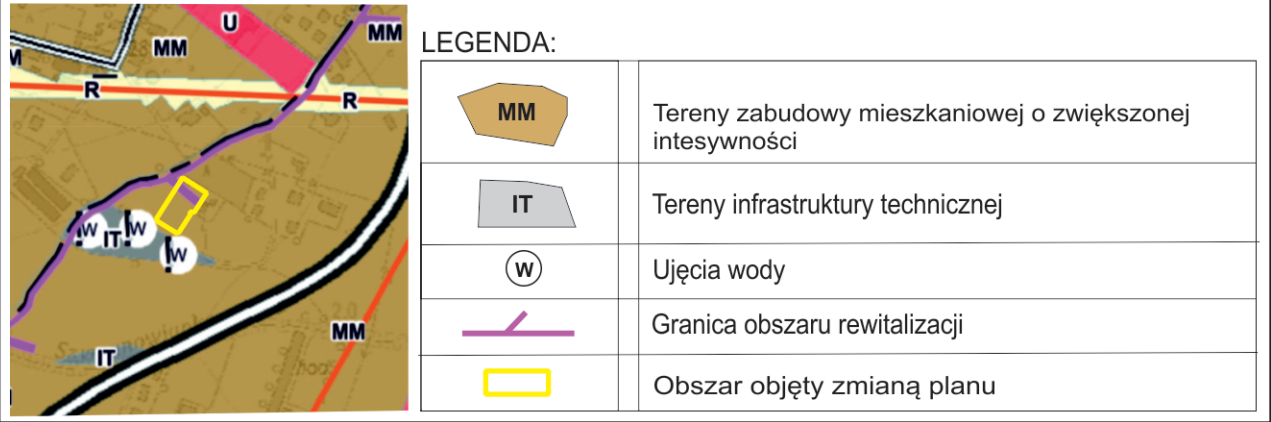 U
MM
MM
M
R
R
W
IT
W
W
IT
MM
LEGENDA:
MM
Tereny zabudowy mieszkaniowej o zwiększonej
intesywności
IT
Tereny infrastruktury technicznej
W
Ujęcia wody
Granica obszaru rewitalizacji
Obszar objęty zmianą planu